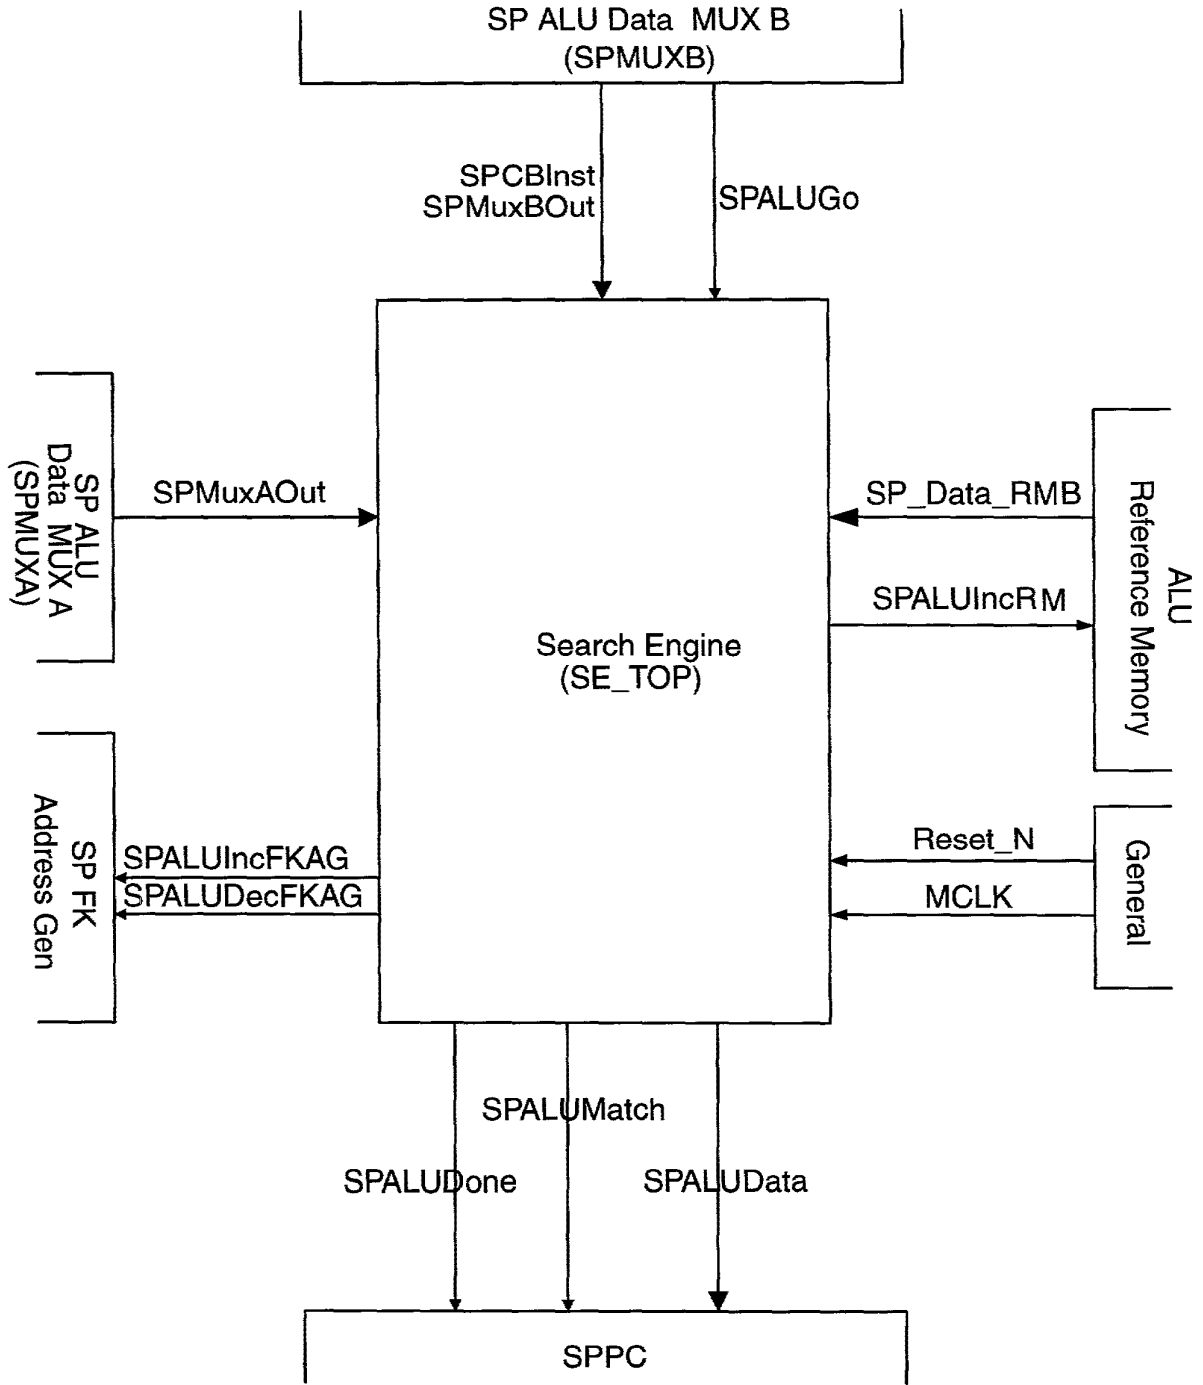 SP ALU Data MUX B
(SPMUXB)
SPCBInst
SPMuxBOut
SPALUGo
SP ALU
Data MUX A
(SPMUXA)
SPMuxAOut
SP_Data_RMB
SPALUIncRM
ALU
Reference Memory
Search Engine
(SE_TOP)
SP FK
Address Gen
SPALUIncFKAG
SPALUDecFKAG
Reset_N
MCLK
General
SPALUMatch
SPALUDone
SPALUData
SPPC